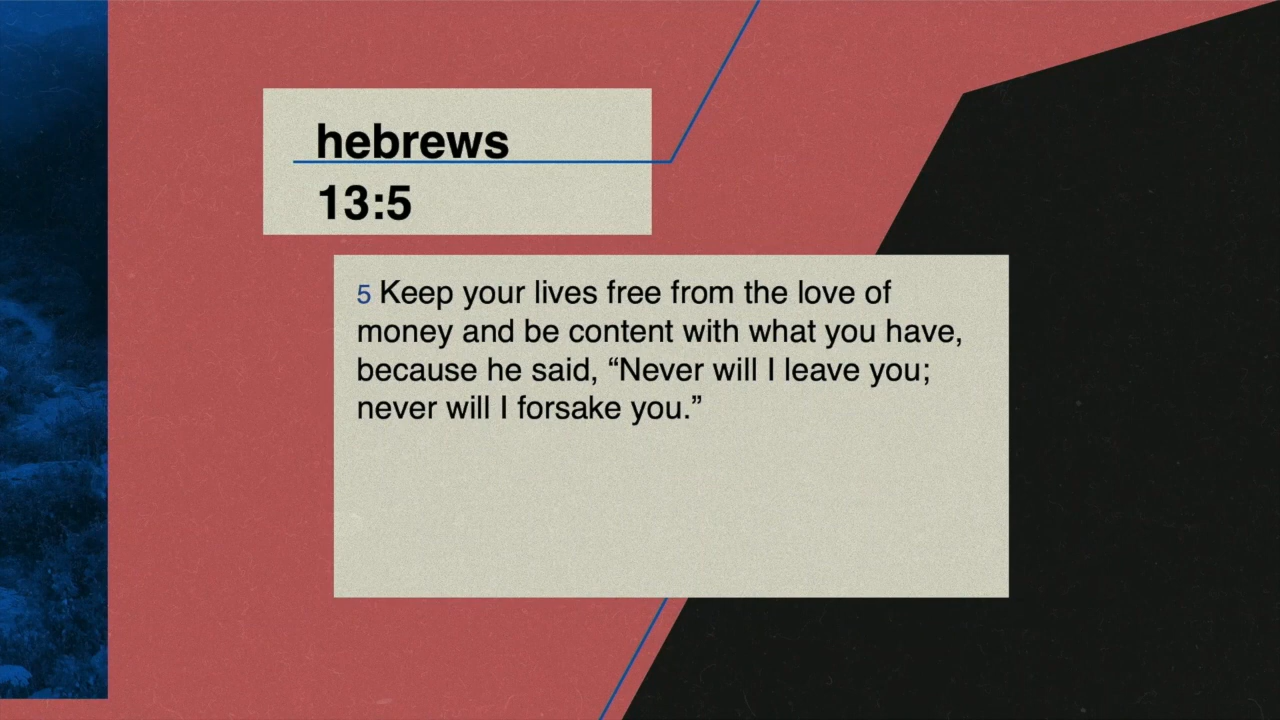 hebrews
13:5
5 Keep your lives free from the love of
money and be content with what you have,
because he said, “Never will I leave you;
never will I forsake you.”